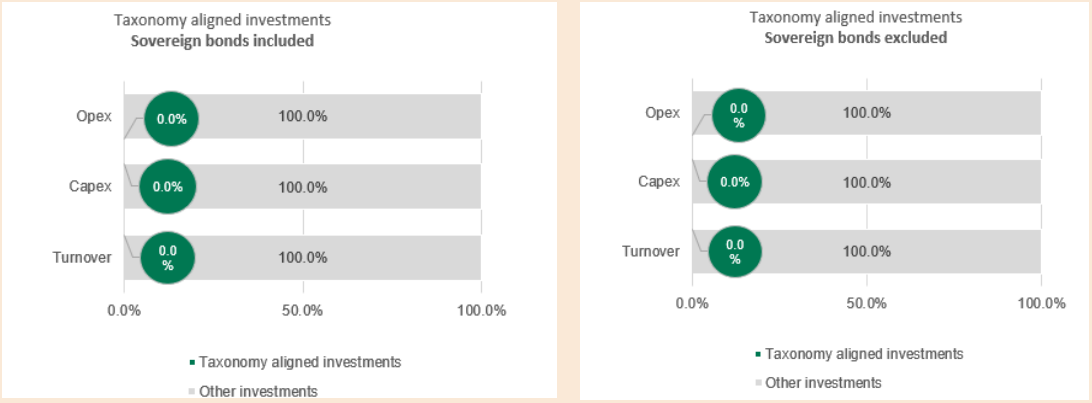 Taxonomy aligned investments
Sovereign bonds included
Opex
0.0%
100.0%
Capex
0.0%
100.0%
Turnover
0.0
%
100.0%
0.0%
50.0%
100.0%
Taxonomy aligned investments
Other investments
Taxonomy aligned investments
Sovereign bonds excluded
Opex
0.0
%
100.0%
Capex
0.0%
100.0%
Turnover
0.0
%
100.0%
0.0%
50.0%
100.0%
Taxonomy aligned investments
Other investments